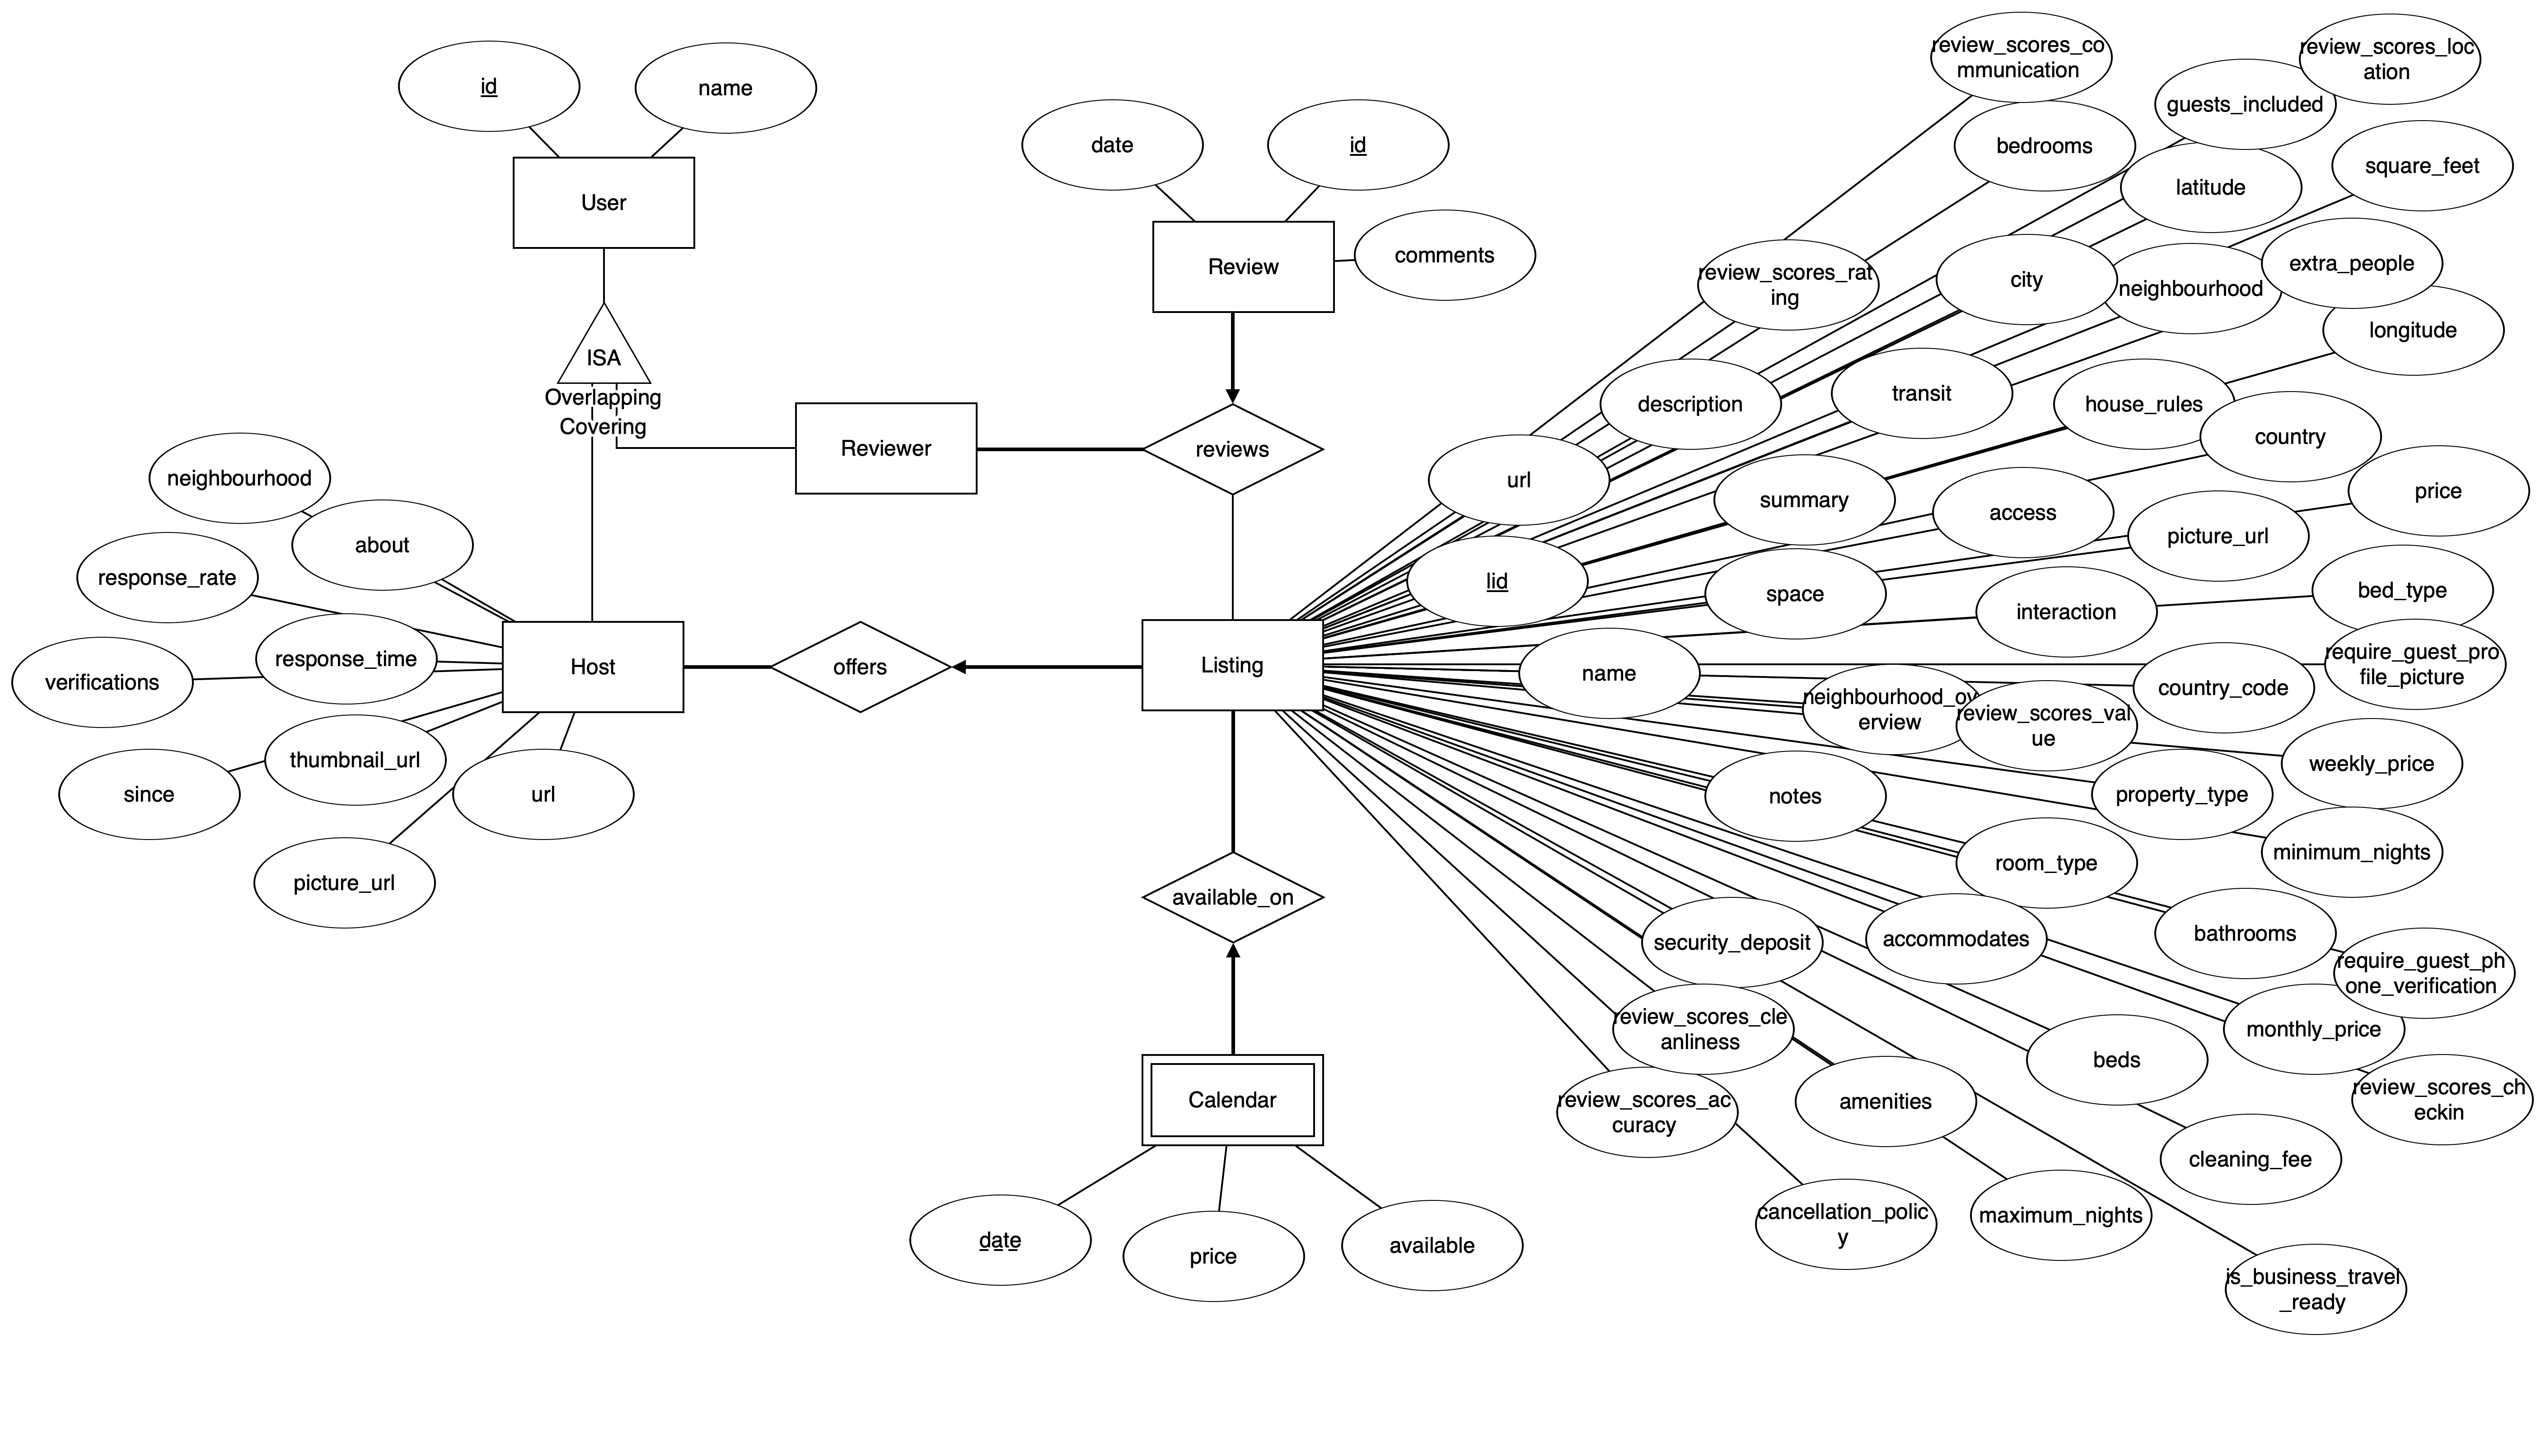 id
name
User
ISA
Overlapping
Covering
date
id
comments
Review
Reviewer
reviews
neighbourhood
about
response_rate
response_time
verifications
thumbnail_url
since
url
picture_url
Host
offers
Listing
available_on
Calendar
date
price
available
review_scores_co
mmunication
review_scores_loc
ation
guests_included
bedrooms
latitude
square_feet
review_scores_rat
ing
city
neighbourhood
extra_people
longitude
description
transit
house_rules
country
url
summary
access
picture_url
price
lid
space
interaction
bed_type
name
neighbourhood_ov
erview
review_scores_val
ue
country_code
require_guest_pro
file_picture
weekly_price
notes
property_type
minimum_nights
room_type
security_deposit
accommodates
bathrooms
require_guest_ph
one_verification
review_scores_cle
anliness
monthly_price
beds
review_scores_ac
curacy
amenities
review_scores_ch
eckin
cleaning_fee
cancellation_polic
y
maximum_nights
is_business_travel
_ready